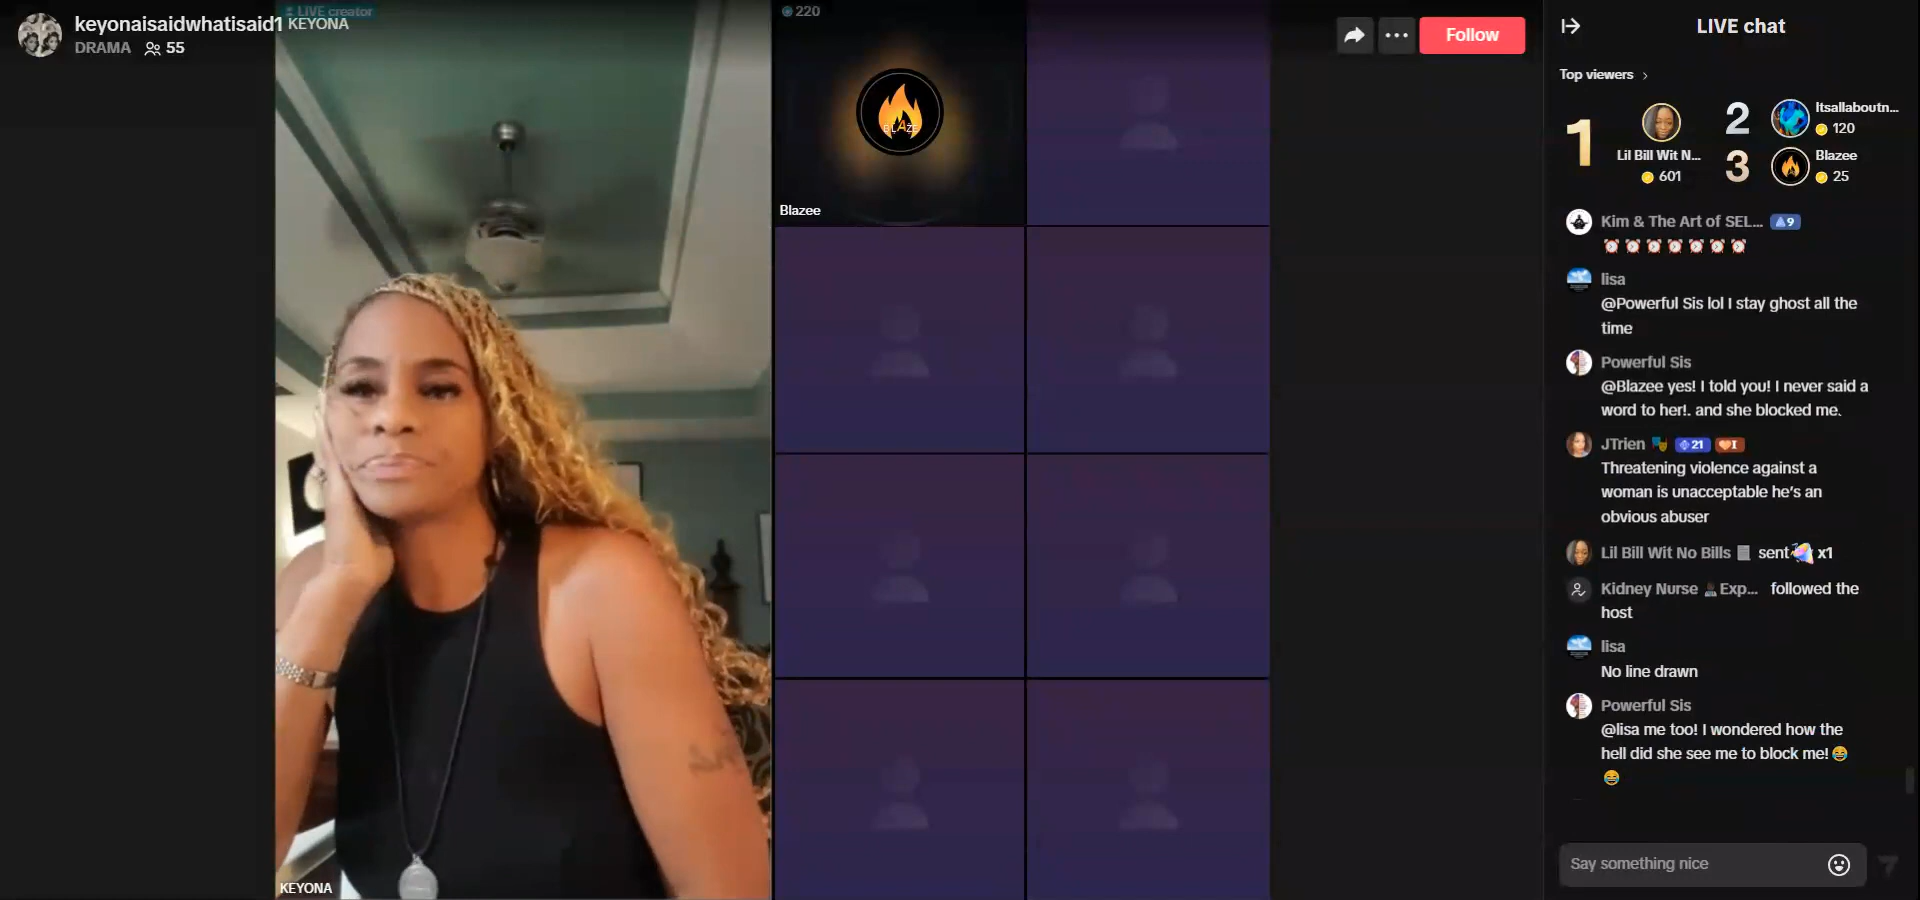 keyonaisaidwhatisaid1
DRAMA 55
LIVE creator
KEYONA
220
Follow
BLAZE
Blazee
KEYONA
LIVE chat
Top viewers
1
Lil Bill Wit N...
601
2
Itsallaboutn...
120
3
Blazee
25
Kim & The Art of SEL... 9
⏰⏰⏰⏰⏰⏰⏰
lisa
@Powerful Sis lol I stay ghost all the
time
Powerful Sis
@Blazee yes! I told you! I never said a
word to her!. and she blocked me.
JTrien 🎭 21 I
Threatening violence against a
woman is unacceptable he's an
obvious abuser
Lil Bill Wit No Bills sent x1
Kidney Nurse Exp... followed the
host
lisa
No line drawn
Powerful Sis
@lisa me too! I wondered how the
hell did she see me to block me! 😂
😂
Say something nice